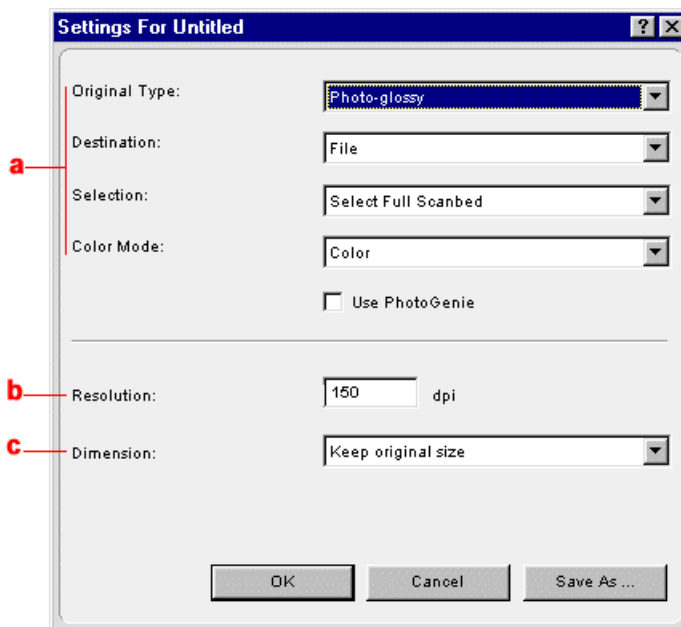 Settings For Untitled
Original Type: Photo-glossy
a
Destination: File
Selection: Select Full Scanbed
Color Mode: Color
Use PhotoGenie
b Resolution: 150 dpi
c Dimension: Keep original size
OK Cancel Save As ...